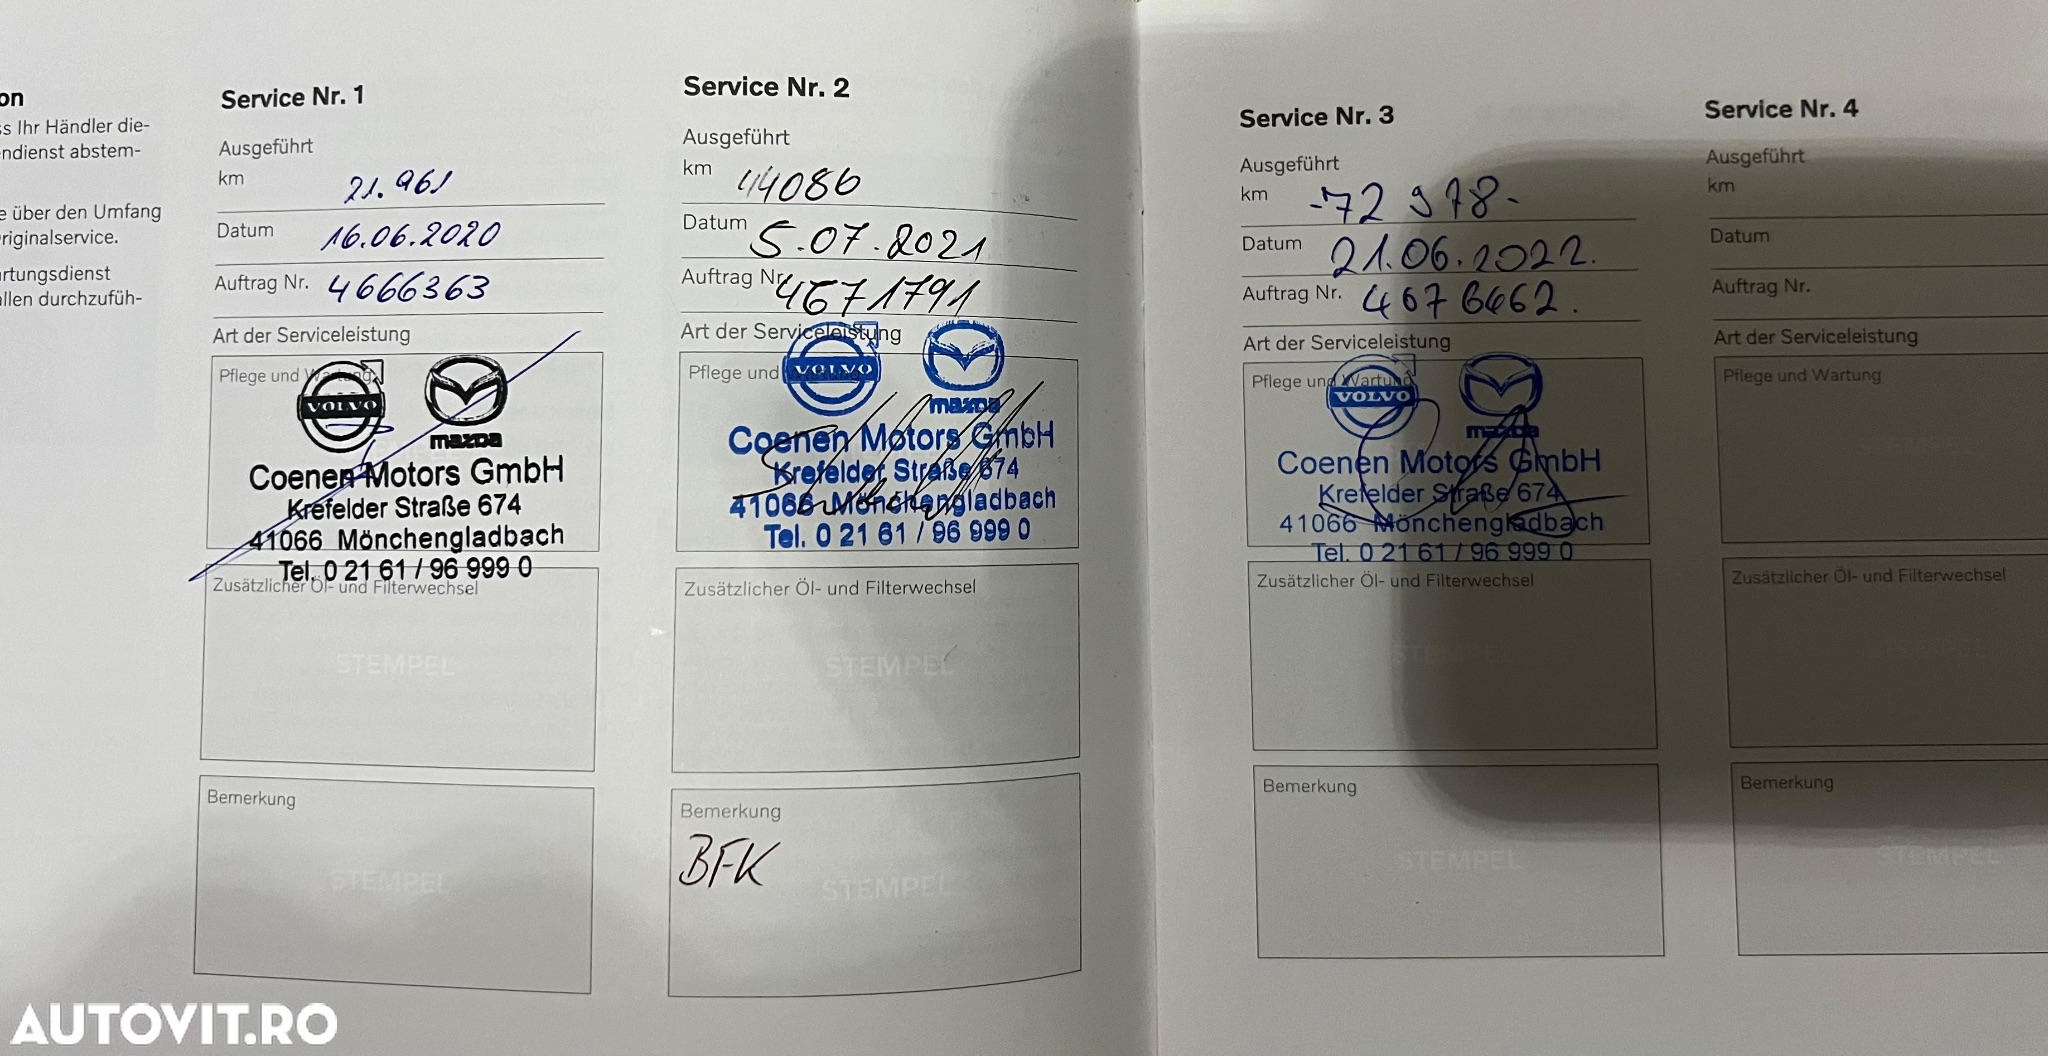 on
ss Ihr Händler die-
ndienst abstem-
e über den Umfang
riginalservice.
rtungsdienst
allen durchzufüh-
Service Nr. 1
Ausgeführt
km 21.961
Datum 16.06.2020
Auftrag Nr. 4666363
Art der Serviceleistung
Pflege und Wartung
VOLVO
mazda
Coenen Motors GmbH
Krefelder Straße 674
41066 Mönchengladbach
Tel. 0 21 61 / 96 999 0
Zusätzlicher Öl- und Filterwechsel
STEMPEL
Bemerkung
STEMPEL
Service Nr. 2
Ausgeführt
km 44086
Datum 5.07.2021
Auftrag Nr. 4671791
Art der Serviceleistung
Pflege und Wartung
VOLVO
mazda
Coenen Motors GmbH
Krefelder Straße 674
41066 Mönchengladbach
Tel. 0 21 61 / 96 999 0
Zusätzlicher Öl- und Filterwechsel
STEMPEL
Bemerkung
BFK
STEMPEL
Service Nr. 3
Ausgeführt
km -72 978-
Datum 21.06.2022.
Auftrag Nr. 4676462.
Art der Serviceleistung
Pflege und Wartung
VOLVO
mazda
Coenen Motors GmbH
Krefelder Straße 674
41066 Mönchengladbach
Tel. 0 21 61 / 96 999 0
Zusätzlicher Öl- und Filterwechsel
STEMPEL
Bemerkung
STEMPEL
Service Nr. 4
Ausgeführt
km
Datum
Auftrag Nr.
Art der Serviceleistung
Pflege und Wartung
Zusätzlicher Öl- und Filterwechsel
STEMPEL
Bemerkung
STEMPEL
AUTOVIT.RO